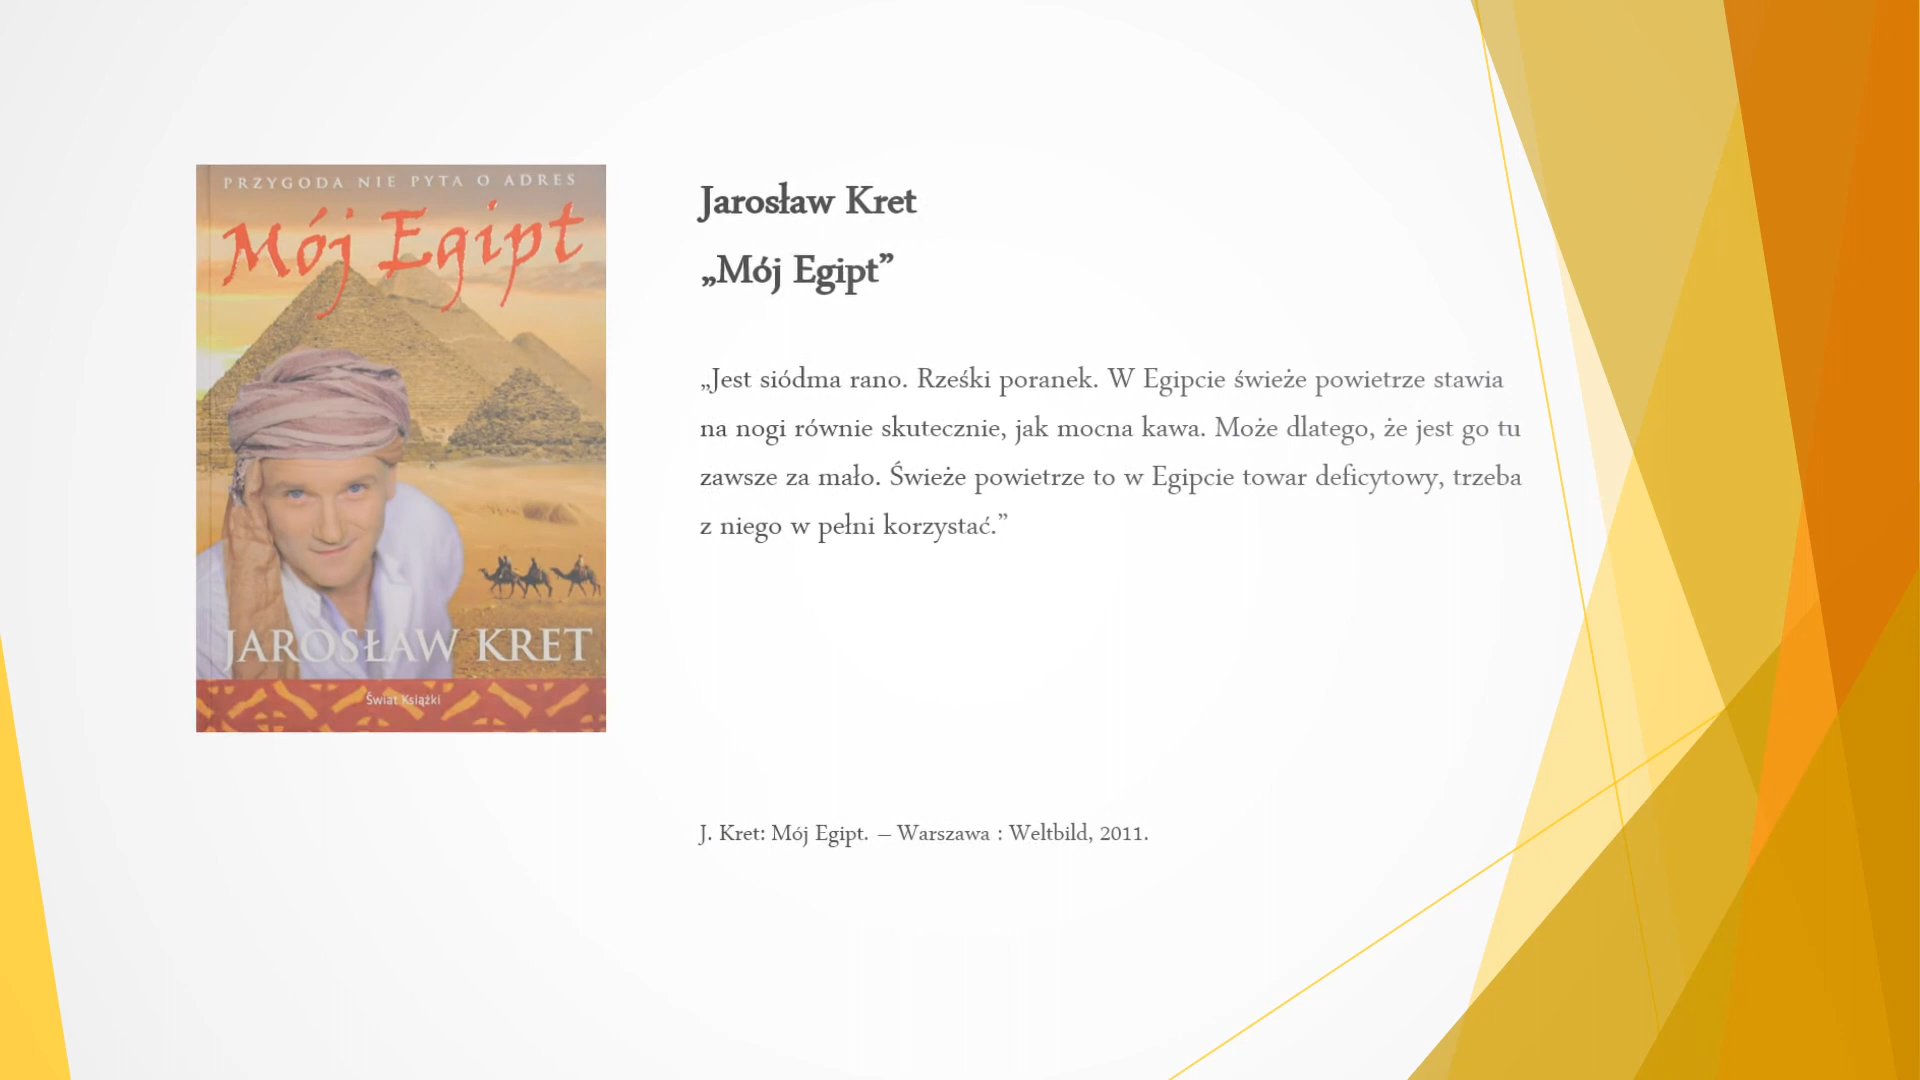 PRZYGODA NIE PYTA O ADRES
Mój Egipt
JAROSŁAW KRET
Świat Książki
Jarosław Kret
„Mój Egipt”
„Jest siódma rano. Rześki poranek. W Egipcie świeże powietrze stawia
na nogi równie skutecznie, jak mocna kawa. Może dlatego, że jest go tu
zawsze za mało. Świeże powietrze to w Egipcie towar deficytowy, trzeba
z niego w pełni korzystać.”
J. Kret: Mój Egipt. – Warszawa : Weltbild, 2011.